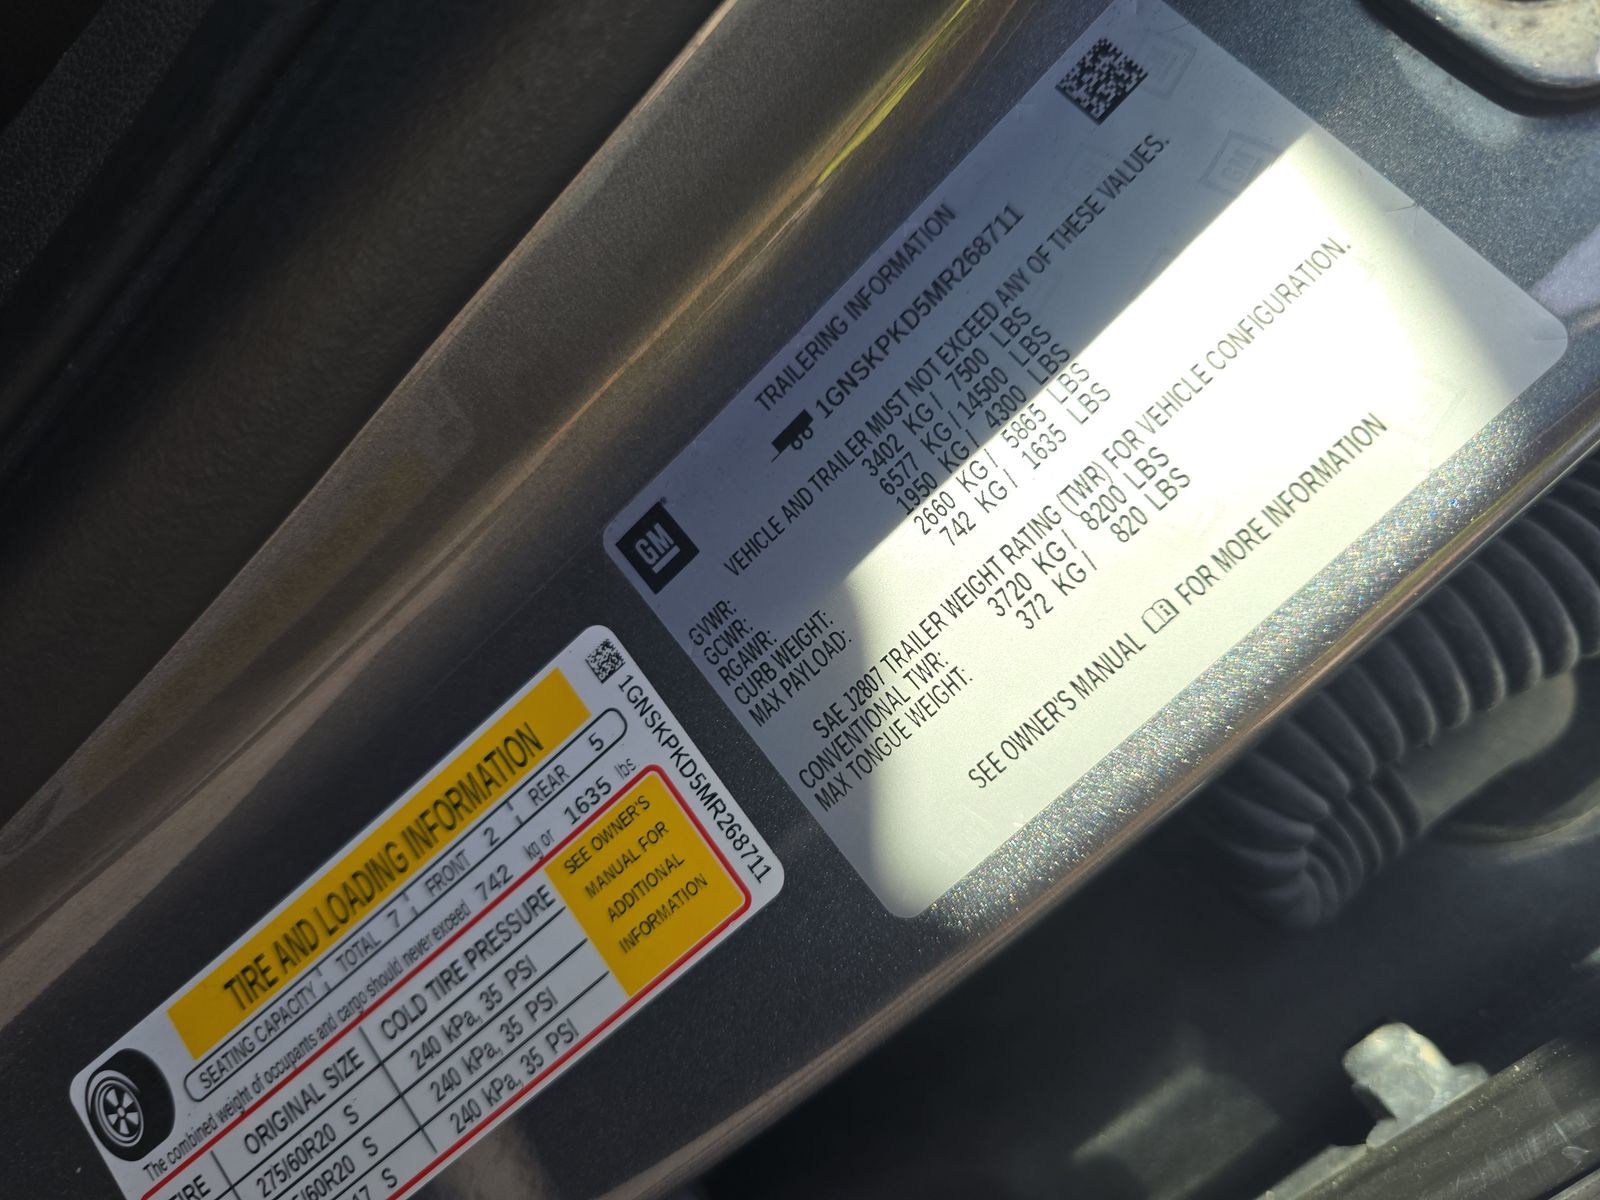 GM
TRAILERING INFORMATION
1GNSKPKD5MR268711
VEHICLE AND TRAILER MUST NOT EXCEED ANY OF THESE VALUES.
GVWR: 3402 KG / 7500 LBS
GCWR: 6577 KG / 14500 LBS
RGAWR: 1950 KG / 4300 LBS
CURB WEIGHT: 2660 KG / 5865 LBS
MAX PAYLOAD: 742 KG / 1635 LBS
SAE J2807 TRAILER WEIGHT RATING (TWR) FOR VEHICLE CONFIGURATION.
CONVENTIONAL TWR: 3720 KG / 8200 LBS
MAX TONGUE WEIGHT: 372 KG / 820 LBS
SEE OWNER'S MANUAL FOR MORE INFORMATION
TIRE AND LOADING INFORMATION
SEATING CAPACITY TOTAL 7 FRONT 2 REAR 5
The combined weight of occupants and cargo should never exceed 742 kg or 1635 lbs
TIRE ORIGINAL SIZE COLD TIRE PRESSURE
275/60R20 S 240 kPa, 35 PSI
/60R20 S 240 kPa, 35 PSI
17 S 240 kPa, 35 PSI
SEE OWNER'S
MANUAL FOR
ADDITIONAL
INFORMATION
1GNSKPKD5MR268711